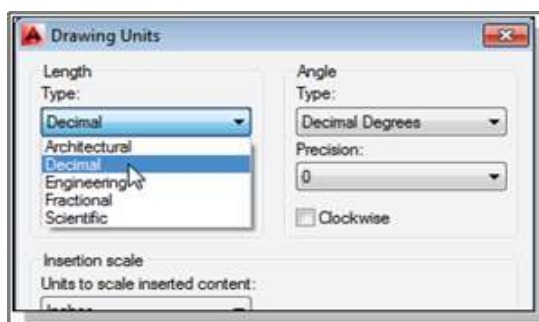 Drawing Units
Length
Type:
Decimal
Architectural
Decimal
Engineering
Fractional
Scientific
Angle
Type:
Decimal Degrees
Precision:
0
Clockwise
Insertion scale
Units to scale inserted content: